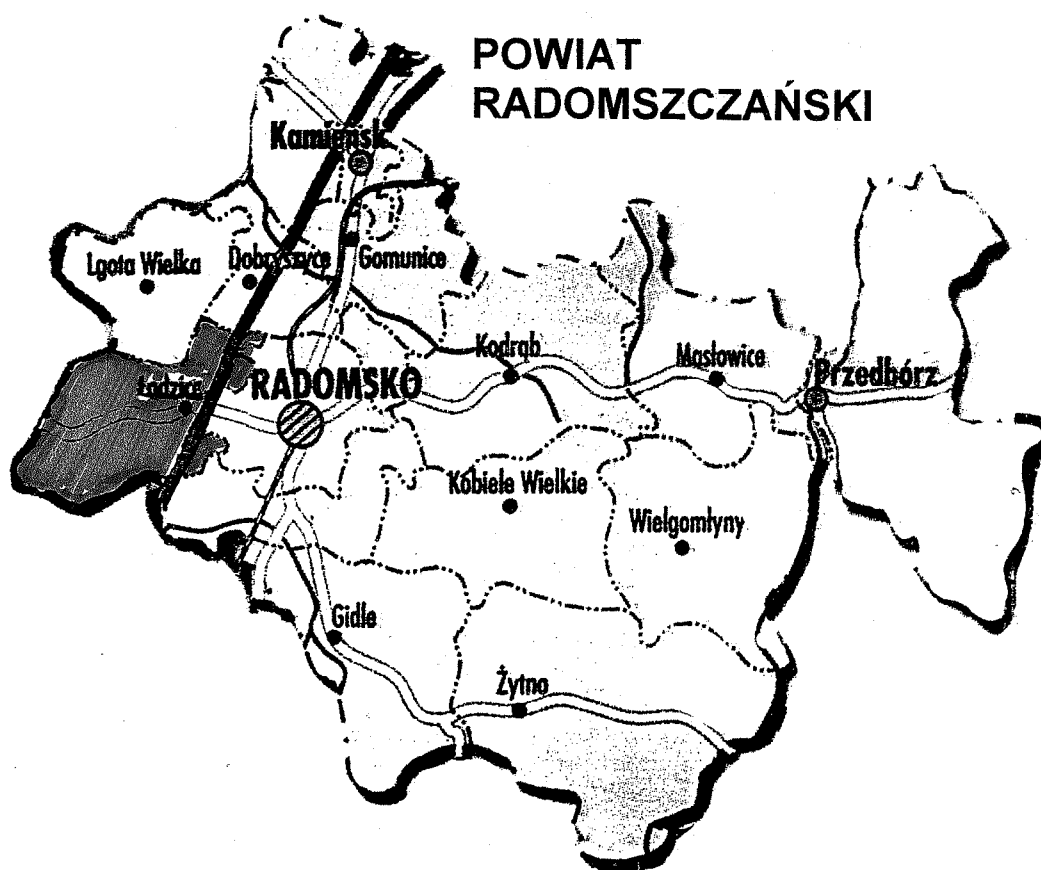 POWIAT
RADOMSZCZAŃSKI
Kamieńsk
Lgota Wielka
Dobryszyce
Gomunice
Kodrąb
Masłowice
Przedbórz
Ładzice
RADOMSKO
Kobiele Wielkie
Wielgomłyny
Gidle
Żytno